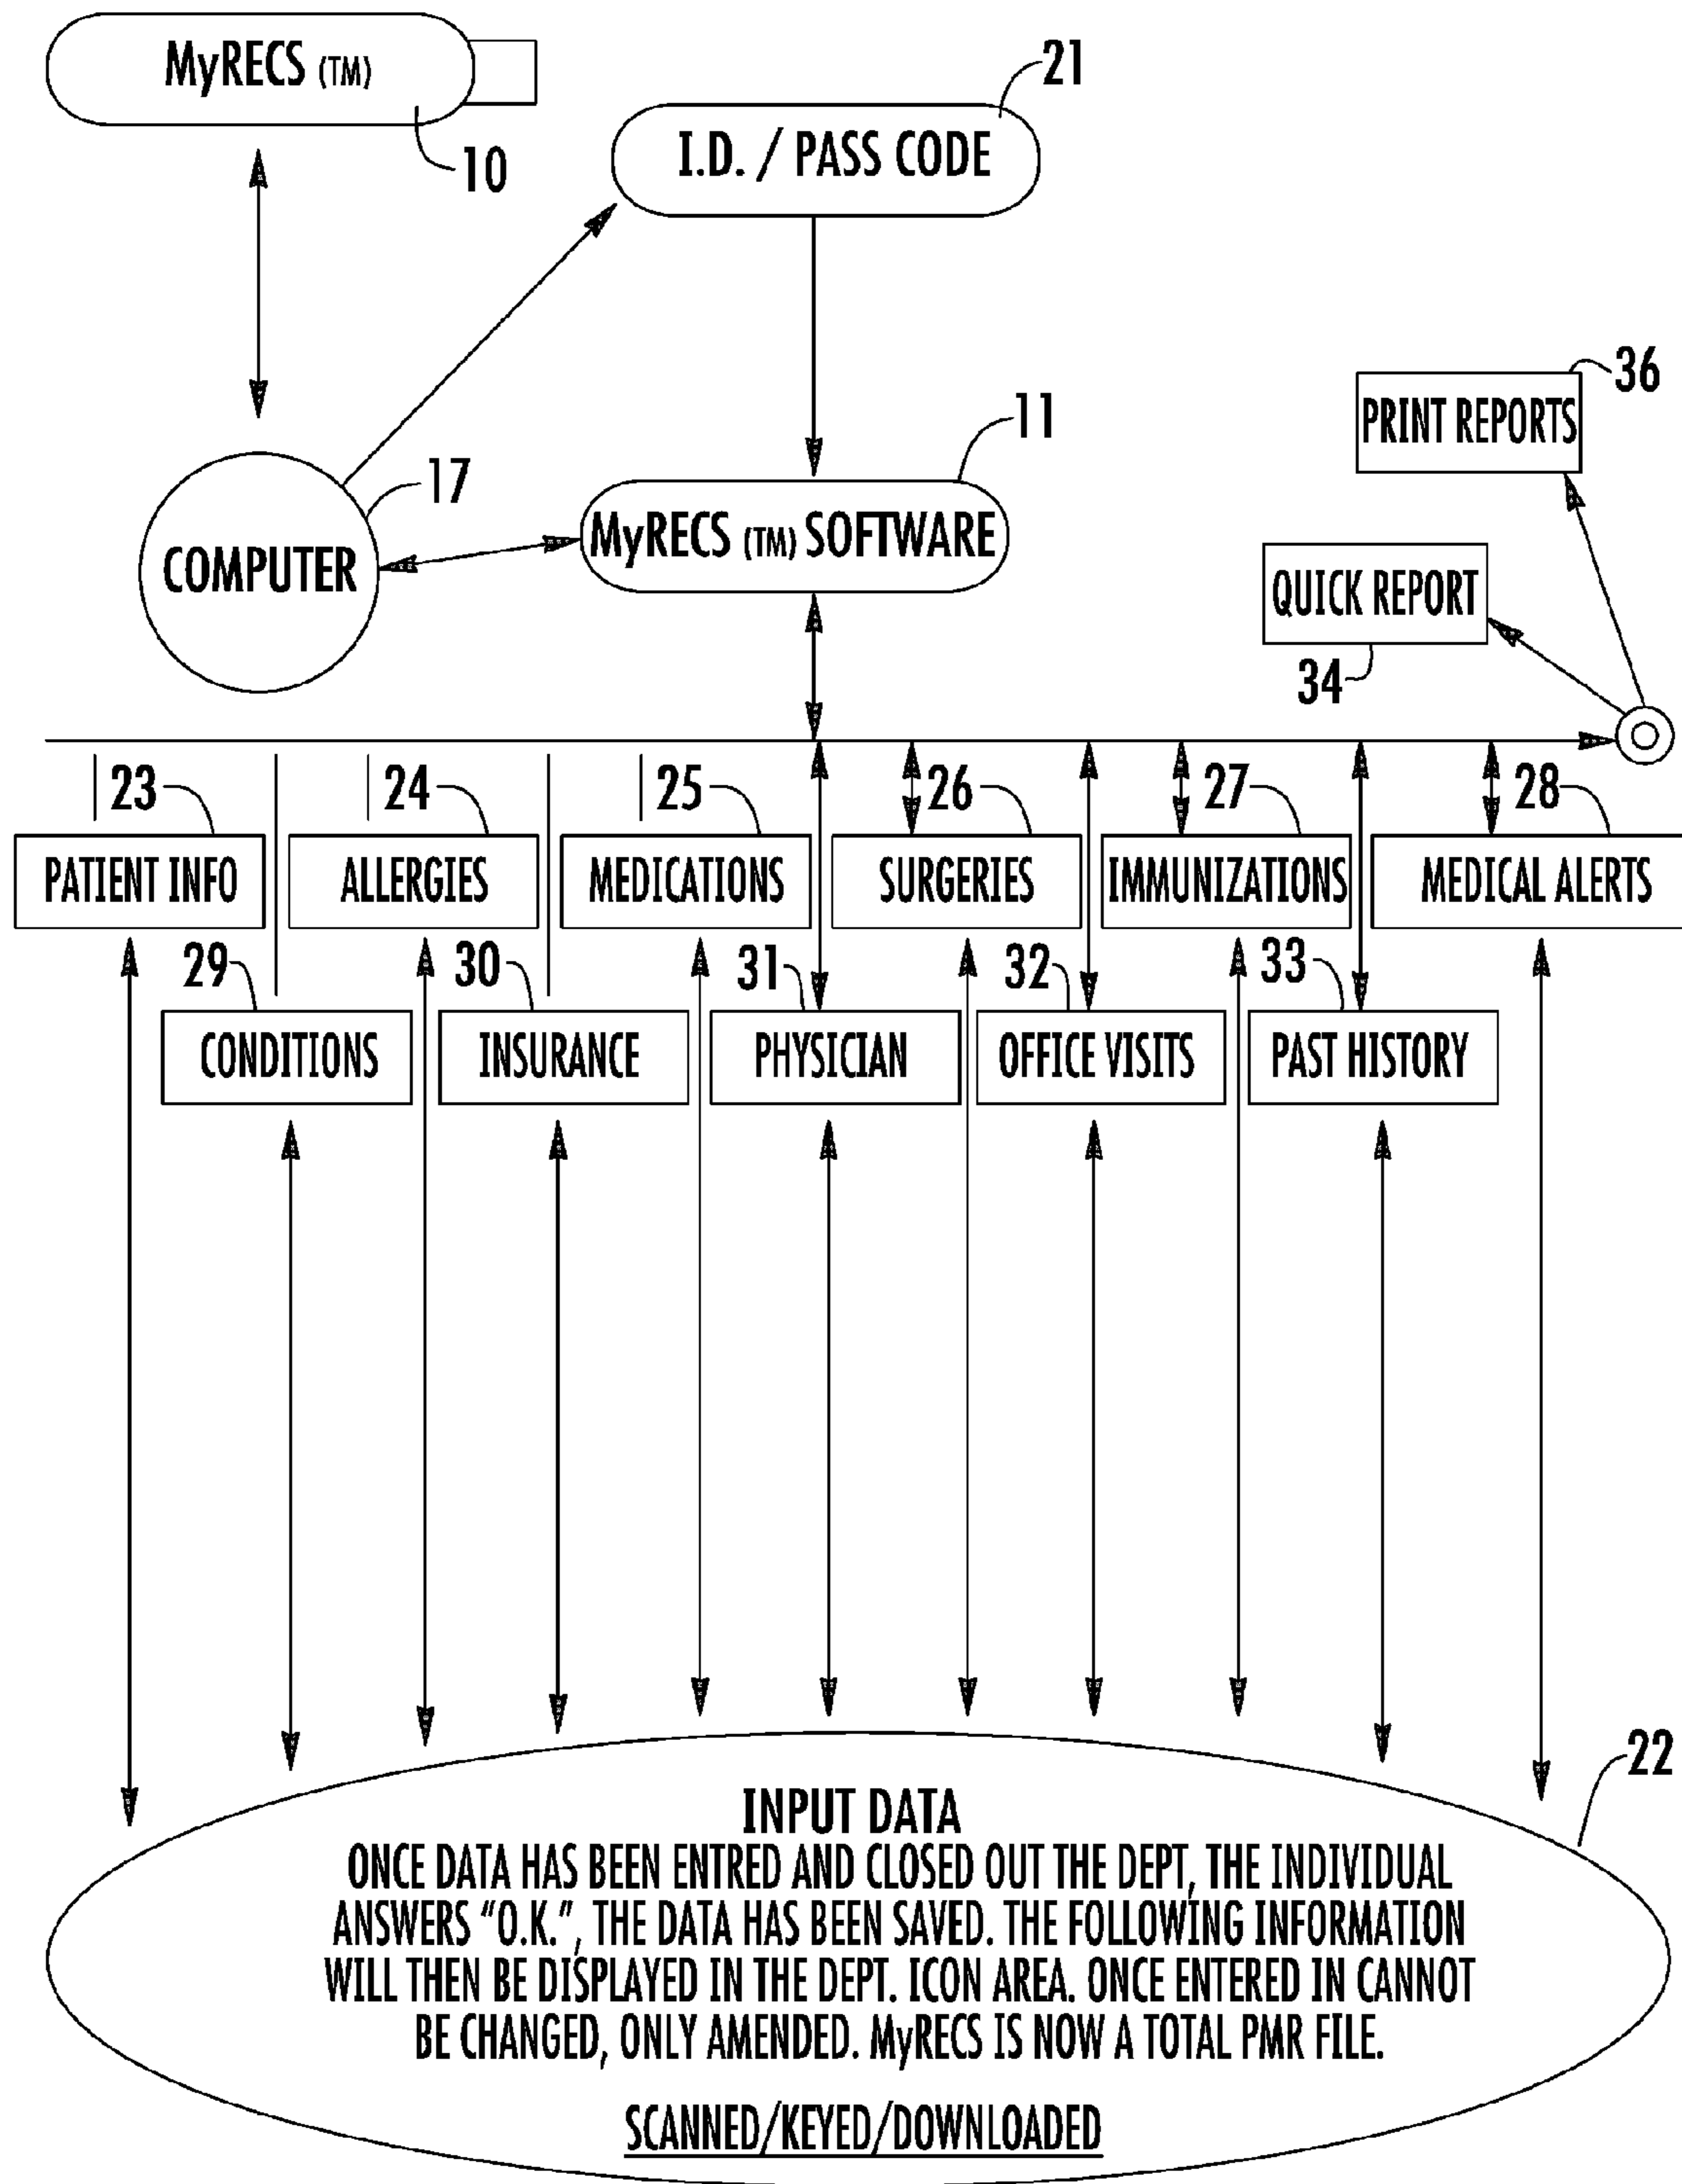 MyRECS (TM)
10
21
I.D. / PASS CODE
36
PRINT REPORTS
11
17
MyRECS (TM) SOFTWARE
COMPUTER
QUICK REPORT
34
23
24
25
26
27
28
PATIENT INFO
ALLERGIES
MEDICATIONS
SURGERIES
IMMUNIZATIONS
MEDICAL ALERTS
29
30
31
32
33
CONDITIONS
INSURANCE
PHYSICIAN
OFFICE VISITS
PAST HISTORY
22
INPUT DATA
ONCE DATA HAS BEEN ENTRED AND CLOSED OUT THE DEPT, THE INDIVIDUAL
ANSWERS “O.K.”, THE DATA HAS BEEN SAVED. THE FOLLOWING INFORMATION
WILL THEN BE DISPLAYED IN THE DEPT. ICON AREA. ONCE ENTERED IN CANNOT
BE CHANGED, ONLY AMENDED. MyRECS IS NOW A TOTAL PMR FILE.
SCANNED/KEYED/DOWNLOADED